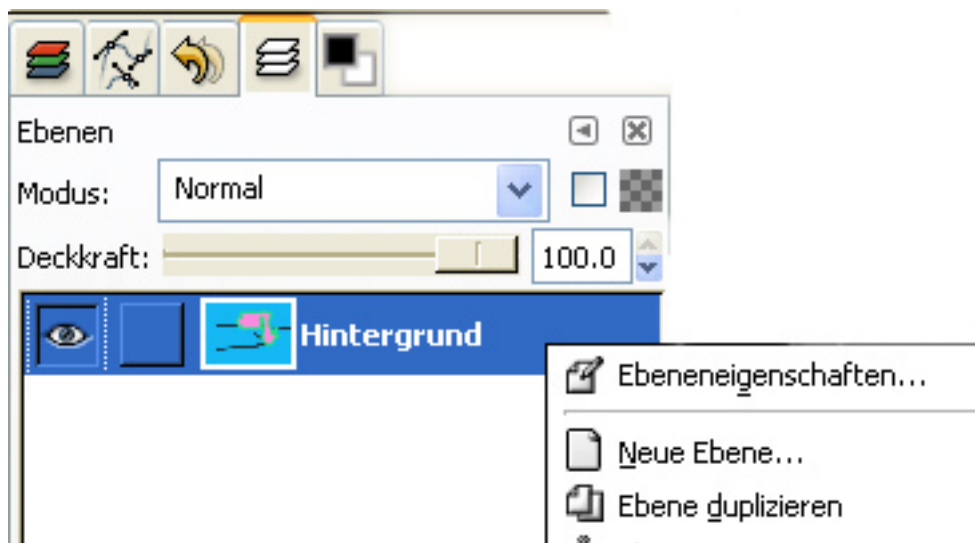 Ebenen
Modus: Normal
Deckkraft: 100.0
Hintergrund
Ebeneneigenschaften...
Neue Ebene...
Ebene duplizieren